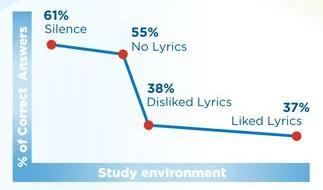 61%
Silence
55%
No Lyrics
38%
Disliked Lyrics
37%
Liked Lyrics
% of Correct Answers
Study environment